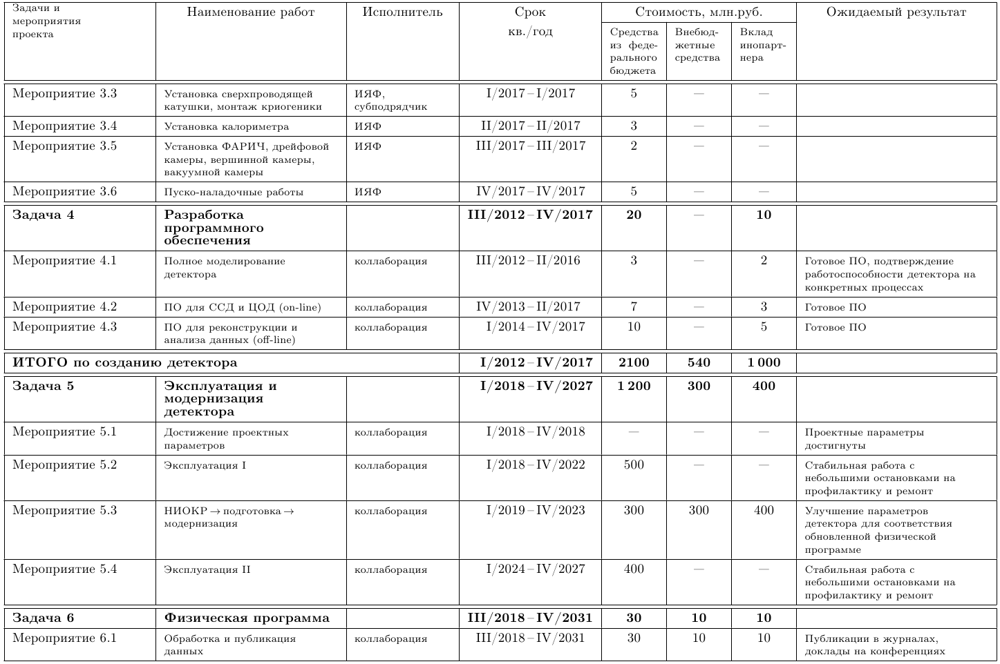 Задачи и
мероприятия
проекта
Наименование работ
Исполнитель
Срок
кв./год
Стоимость, млн.руб.
Средства
из феде-
рального
бюджета
Внебюд-
жетные
средства
Вклад
инопарт-
нера
Ожидаемый результат
Мероприятие 3.3
Установка сверхпроводящей
катушки, монтаж криогеники
ИЯФ,
субподрядчик
I/2017 – I/2017
5
—
—
Мероприятие 3.4
Установка калориметра
ИЯФ
II/2017 – II/2017
3
—
—
Мероприятие 3.5
Установка ФАРИЧ, дрейфовой
камеры, вершинной камеры,
вакуумной камеры
ИЯФ
III/2017 – III/2017
2
—
—
Мероприятие 3.6
Пуско-наладочные работы
ИЯФ
IV/2017 – IV/2017
5
—
—
Задача 4
Разработка
программного
обеспечения
III/2012 – IV/2017
20
—
10
Мероприятие 4.1
Полное моделирование
детектора
коллаборация
III/2012 – II/2016
3
—
2
Готовое ПО, подтверждение
работоспособности детектора на
конкретных процессах
Мероприятие 4.2
ПО для ССД и ЦОД (on-line)
коллаборация
IV/2013 – II/2017
7
—
3
Готовое ПО
Мероприятие 4.3
ПО для реконструкции и
анализа данных (off-line)
коллаборация
I/2014 – IV/2017
10
—
5
Готовое ПО
ИТОГО по созданию детектора
I/2012 – IV/2017
2100
540
1 000
Задача 5
Эксплуатация и
модернизация
детектора
I/2018 – IV/2027
1 200
300
400
Мероприятие 5.1
Достижение проектных
параметров
коллаборация
I/2018 – IV/2018
—
—
—
Проектные параметры
достигнуты
Мероприятие 5.2
Эксплуатация I
коллаборация
I/2018 – IV/2022
500
—
—
Стабильная работа с
небольшими остановками на
профилактику и ремонт
Мероприятие 5.3
НИОКР → подготовка →
модернизация
коллаборация
I/2019 – IV/2023
300
300
400
Улучшение параметров
детектора для соответствия
обновленной физической
программе
Мероприятие 5.4
Эксплуатация II
коллаборация
I/2024 – IV/2027
400
—
—
Стабильная работа с
небольшими остановками на
профилактику и ремонт
Задача 6
Физическая программа
III/2018 – IV/2031
30
10
10
Мероприятие 6.1
Обработка и публикация
данных
коллаборация
III/2018 – IV/2031
30
10
10
Публикации в журналах,
доклады на конференциях